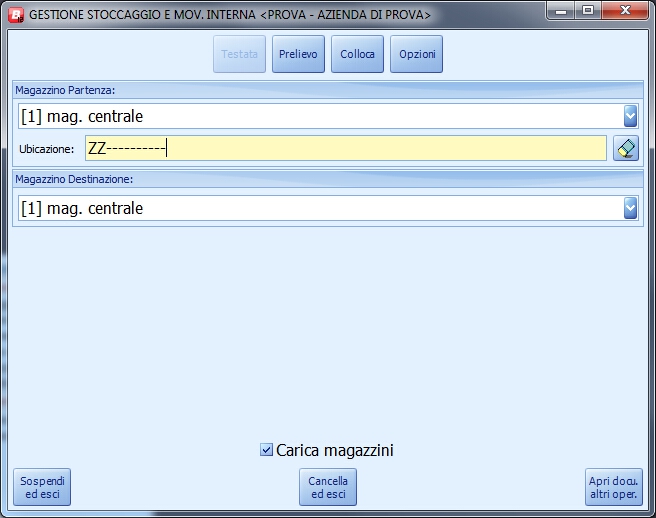 GESTIONE STOCCAGGIO E MOV. INTERNA <PROVA - AZIENDA DI PROVA>
Testata Prelievo Colloca Opzioni
Magazzino Partenza:
[1] mag. centrale
Ubicazione: ZZ----------
Magazzino Destinazione:
[1] mag. centrale
Carica magazzini
Sospendi
ed esci
Cancella
ed esci
Apri docu.
altri oper.